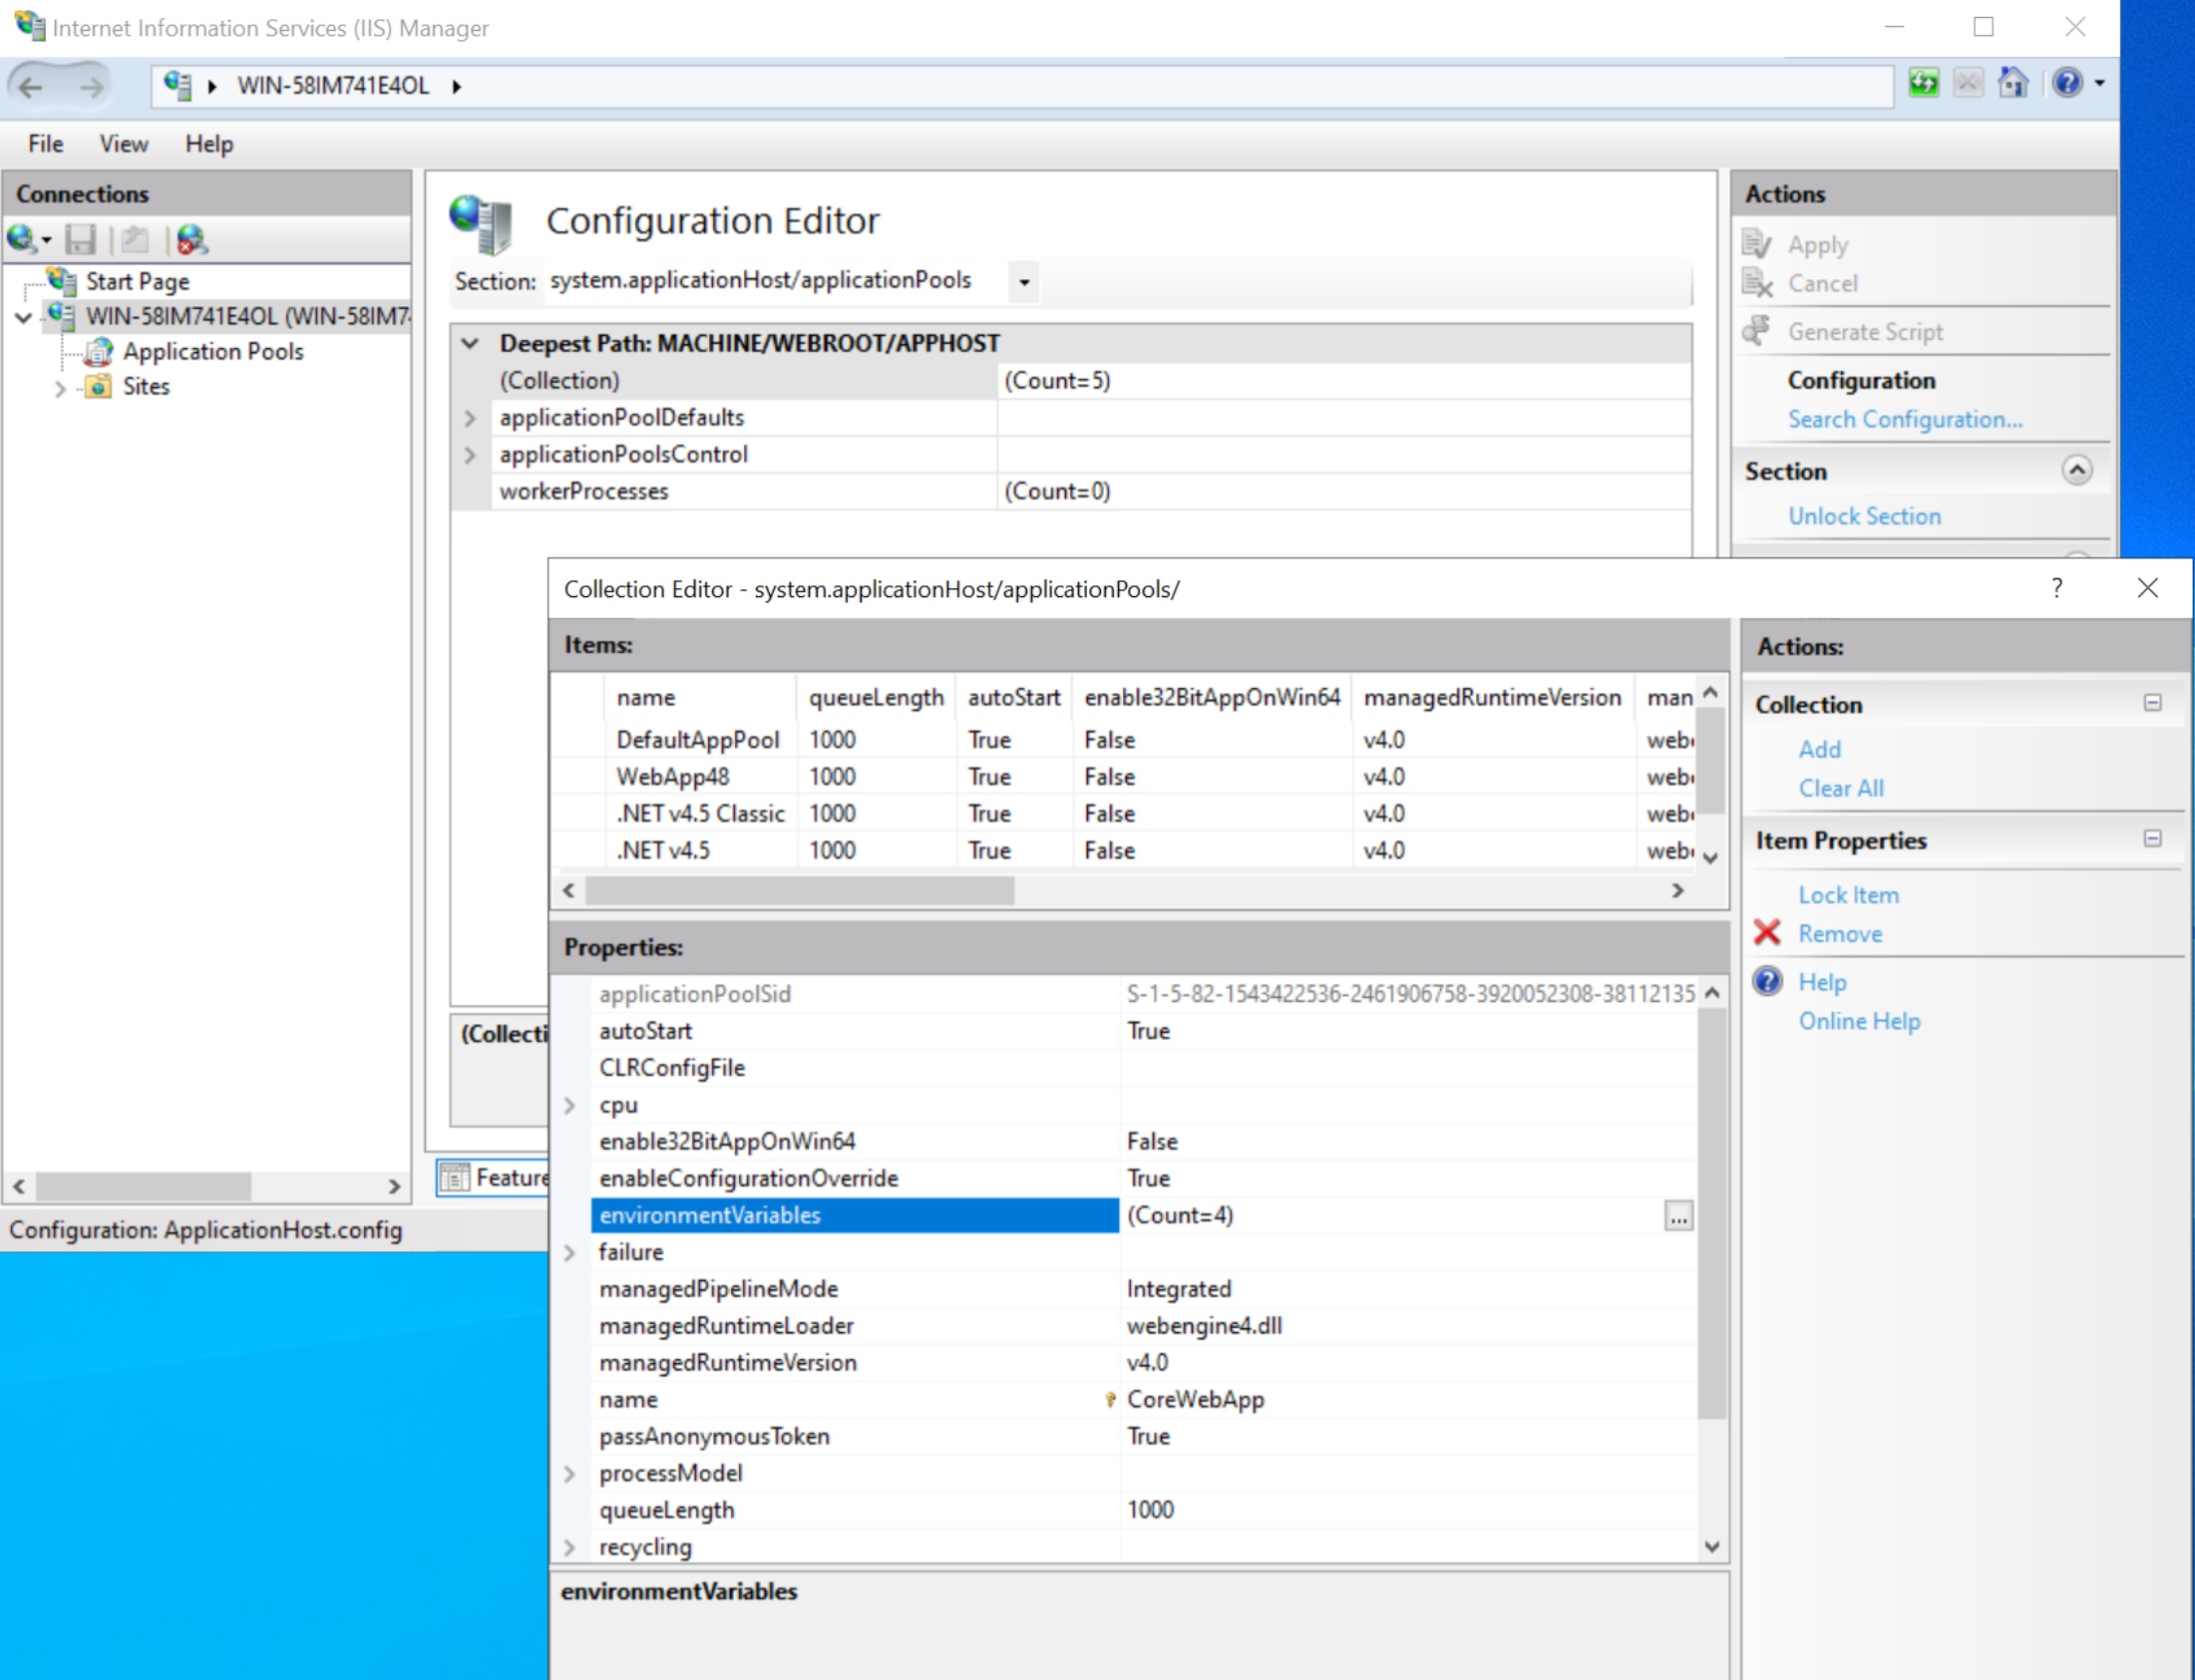 Internet Information Services (IIS) Manager
WIN-58IM741E4OL
File View Help
Connections
Start Page
WIN-58IM741E4OL (WIN-58IM7
Application Pools
Sites
Configuration Editor
Section: system.applicationHost/applicationPools
Deepest Path: MACHINE/WEBROOT/APPHOST
(Collection) (Count=5)
applicationPoolDefaults
applicationPoolsControl
workerProcesses (Count=0)
(Collecti
Feature
Actions
Apply
Cancel
Generate Script
Configuration
Search Configuration...
Section
Unlock Section
Configuration: ApplicationHost.config
Collection Editor - system.applicationHost/applicationPools/
?
Items:
name queueLength autoStart enable32BitAppOnWin64 managedRuntimeVersion man
DefaultAppPool 1000 True False v4.0 web
WebApp48 1000 True False v4.0 web
.NET v4.5 Classic 1000 True False v4.0 web
.NET v4.5 1000 True False v4.0 web
Properties:
applicationPoolSid S-1-5-82-1543422536-2461906758-3920052308-38112135
autoStart True
CLRConfigFile
cpu
enable32BitAppOnWin64 False
enableConfigurationOverride True
environmentVariables (Count=4) ...
failure
managedPipelineMode Integrated
managedRuntimeLoader webengine4.dll
managedRuntimeVersion v4.0
name CoreWebApp
passAnonymousToken True
processModel
queueLength 1000
recycling
environmentVariables
Actions:
Collection
Add
Clear All
Item Properties
Lock Item
Remove
Help
Online Help